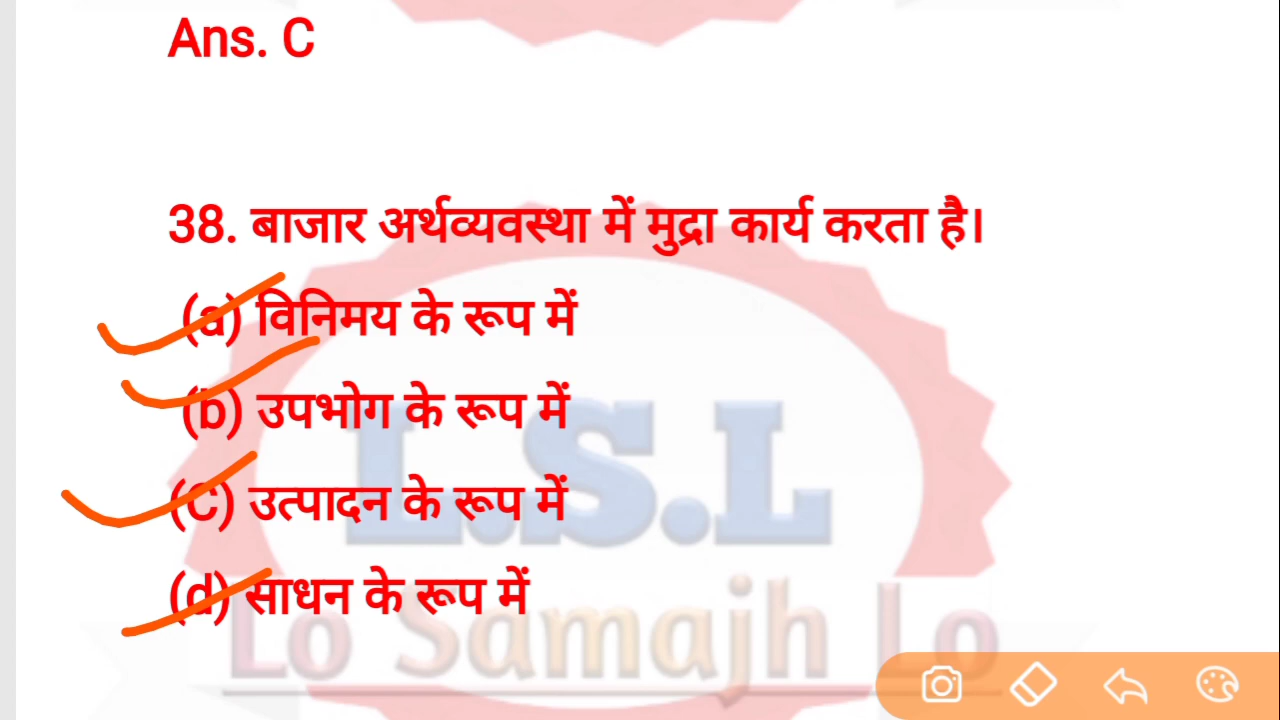 Ans. C
38. बाजार अर्थव्यवस्था में मुद्रा कार्य करता है।
(a) विनिमय के रूप में
(b) उपभोग के रूप में
(C) उत्पादन के रूप में
(d) साधन के रूप में
L.S.L
Lo Samajh Lo